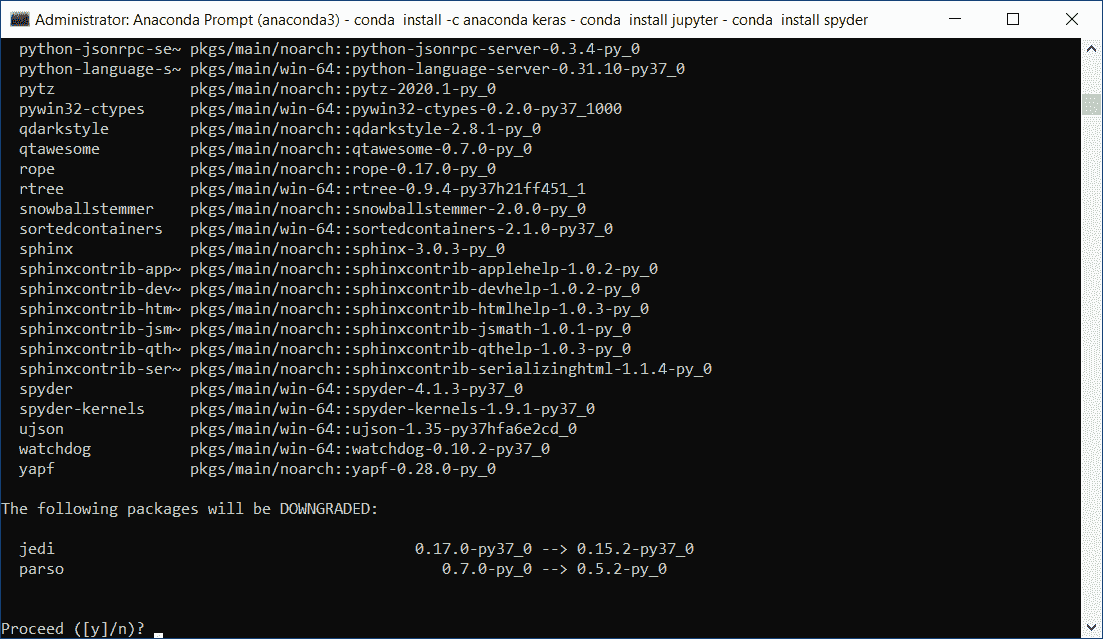 Administrator: Anaconda Prompt (anaconda3) - conda  install -c anaconda keras - conda  install jupyter - conda  install spyder
python-jsonrpc-se~ pkgs/main/noarch::python-jsonrpc-server-0.3.4-py_0
python-language-s~ pkgs/main/win-64::python-language-server-0.31.10-py37_0
pytz pkgs/main/noarch::pytz-2020.1-py_0
pywin32-ctypes pkgs/main/win-64::pywin32-ctypes-0.2.0-py37_1000
qdarkstyle pkgs/main/noarch::qdarkstyle-2.8.1-py_0
qtawesome pkgs/main/noarch::qtawesome-0.7.0-py_0
rope pkgs/main/noarch::rope-0.17.0-py_0
rtree pkgs/main/win-64::rtree-0.9.4-py37h21ff451_1
snowballstemmer pkgs/main/noarch::snowballstemmer-2.0.0-py_0
sortedcontainers pkgs/main/win-64::sortedcontainers-2.1.0-py37_0
sphinx pkgs/main/noarch::sphinx-3.0.3-py_0
sphinxcontrib-app~ pkgs/main/noarch::sphinxcontrib-applehelp-1.0.2-py_0
sphinxcontrib-dev~ pkgs/main/noarch::sphinxcontrib-devhelp-1.0.2-py_0
sphinxcontrib-htm~ pkgs/main/noarch::sphinxcontrib-htmlhelp-1.0.3-py_0
sphinxcontrib-jsm~ pkgs/main/noarch::sphinxcontrib-jsmath-1.0.1-py_0
sphinxcontrib-qth~ pkgs/main/noarch::sphinxcontrib-qthelp-1.0.3-py_0
sphinxcontrib-ser~ pkgs/main/noarch::sphinxcontrib-serializinghtml-1.1.4-py_0
spyder pkgs/main/win-64::spyder-4.1.3-py37_0
spyder-kernels pkgs/main/win-64::spyder-kernels-1.9.1-py37_0
ujson pkgs/main/win-64::ujson-1.35-py37hfa6e2cd_0
watchdog pkgs/main/win-64::watchdog-0.10.2-py37_0
yapf pkgs/main/noarch::yapf-0.28.0-py_0
The following packages will be DOWNGRADED:
jedi 0.17.0-py37_0 --> 0.15.2-py37_0
parso 0.7.0-py_0 --> 0.5.2-py_0
Proceed ([y]/n)? _